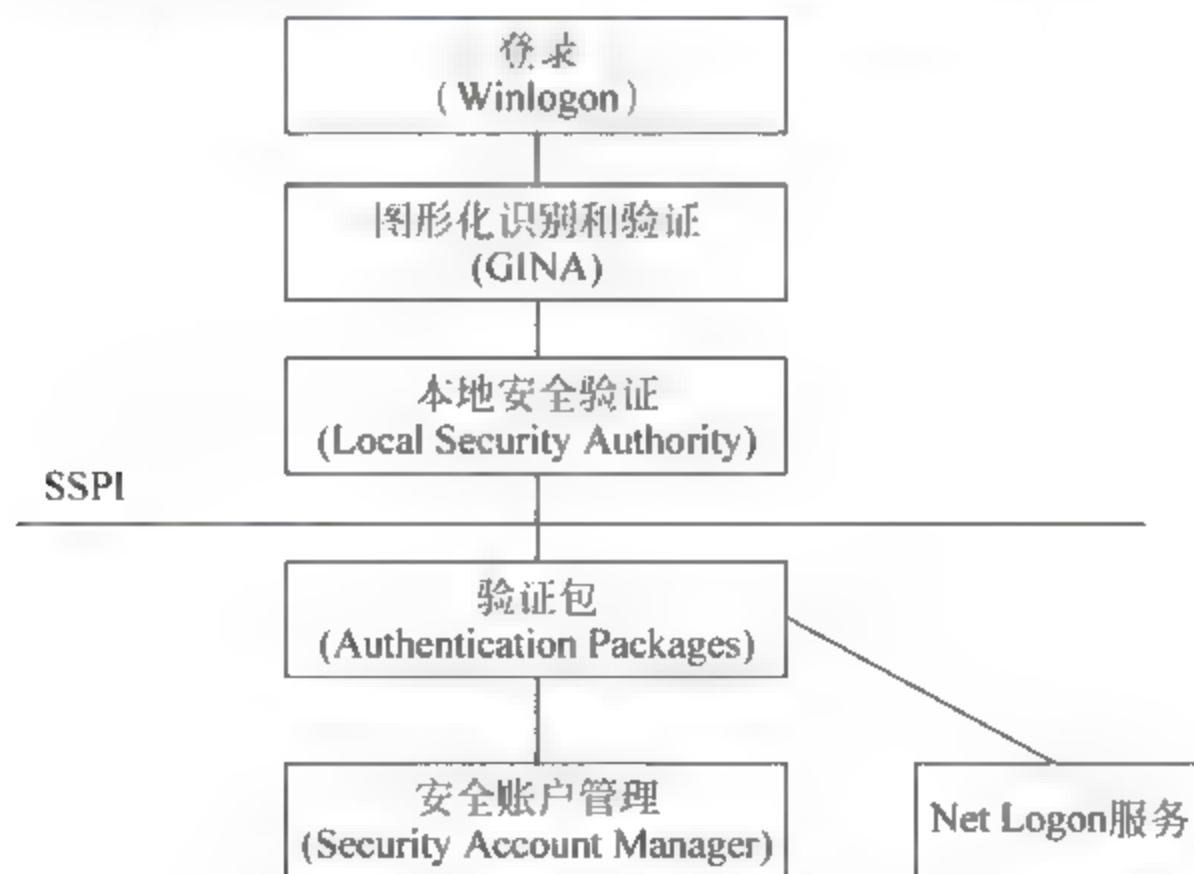 登录
(Winlogon)
图形化识别和验证
(GINA)
本地安全验证
(Local Security Authority)
SSPI
验证包
(Authentication Packages)
安全账户管理
(Security Account Manager)
Net Logon服务